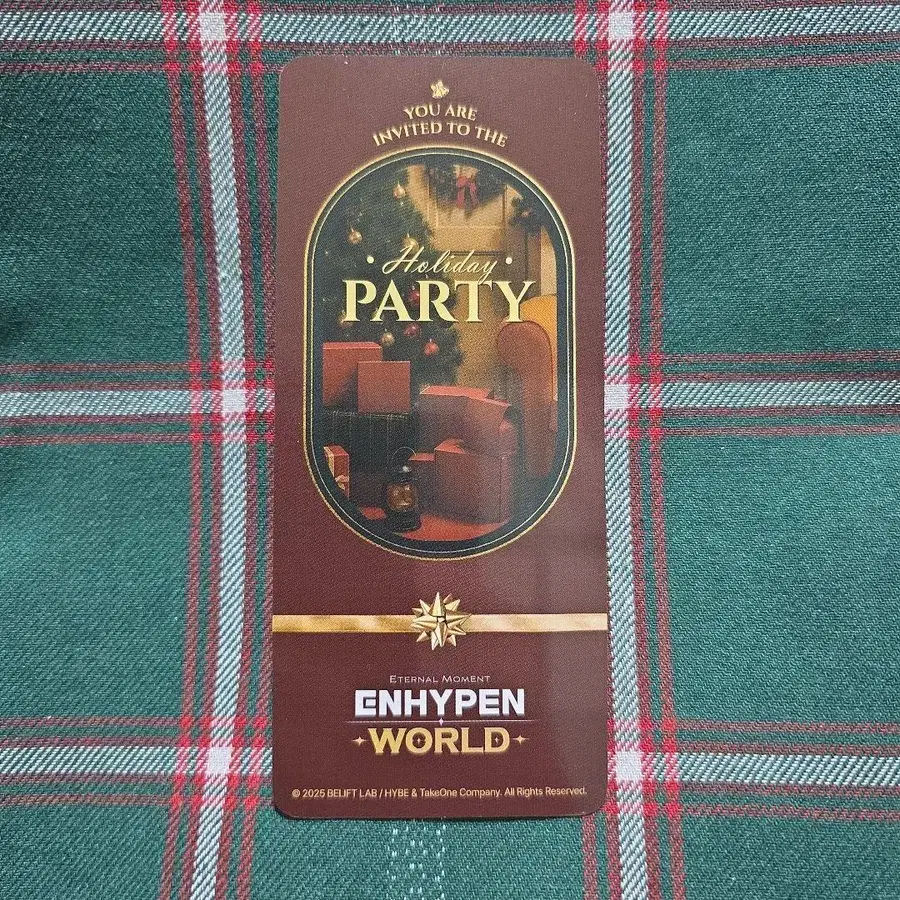 YOU ARE
INVITED TO THE
Holiday
PARTY
ETERNAL MOMENT
ENHYPEN
WORLD
© 2025 BELIFT LAB / HYBE & TakeOne Company. All Rights Reserved.